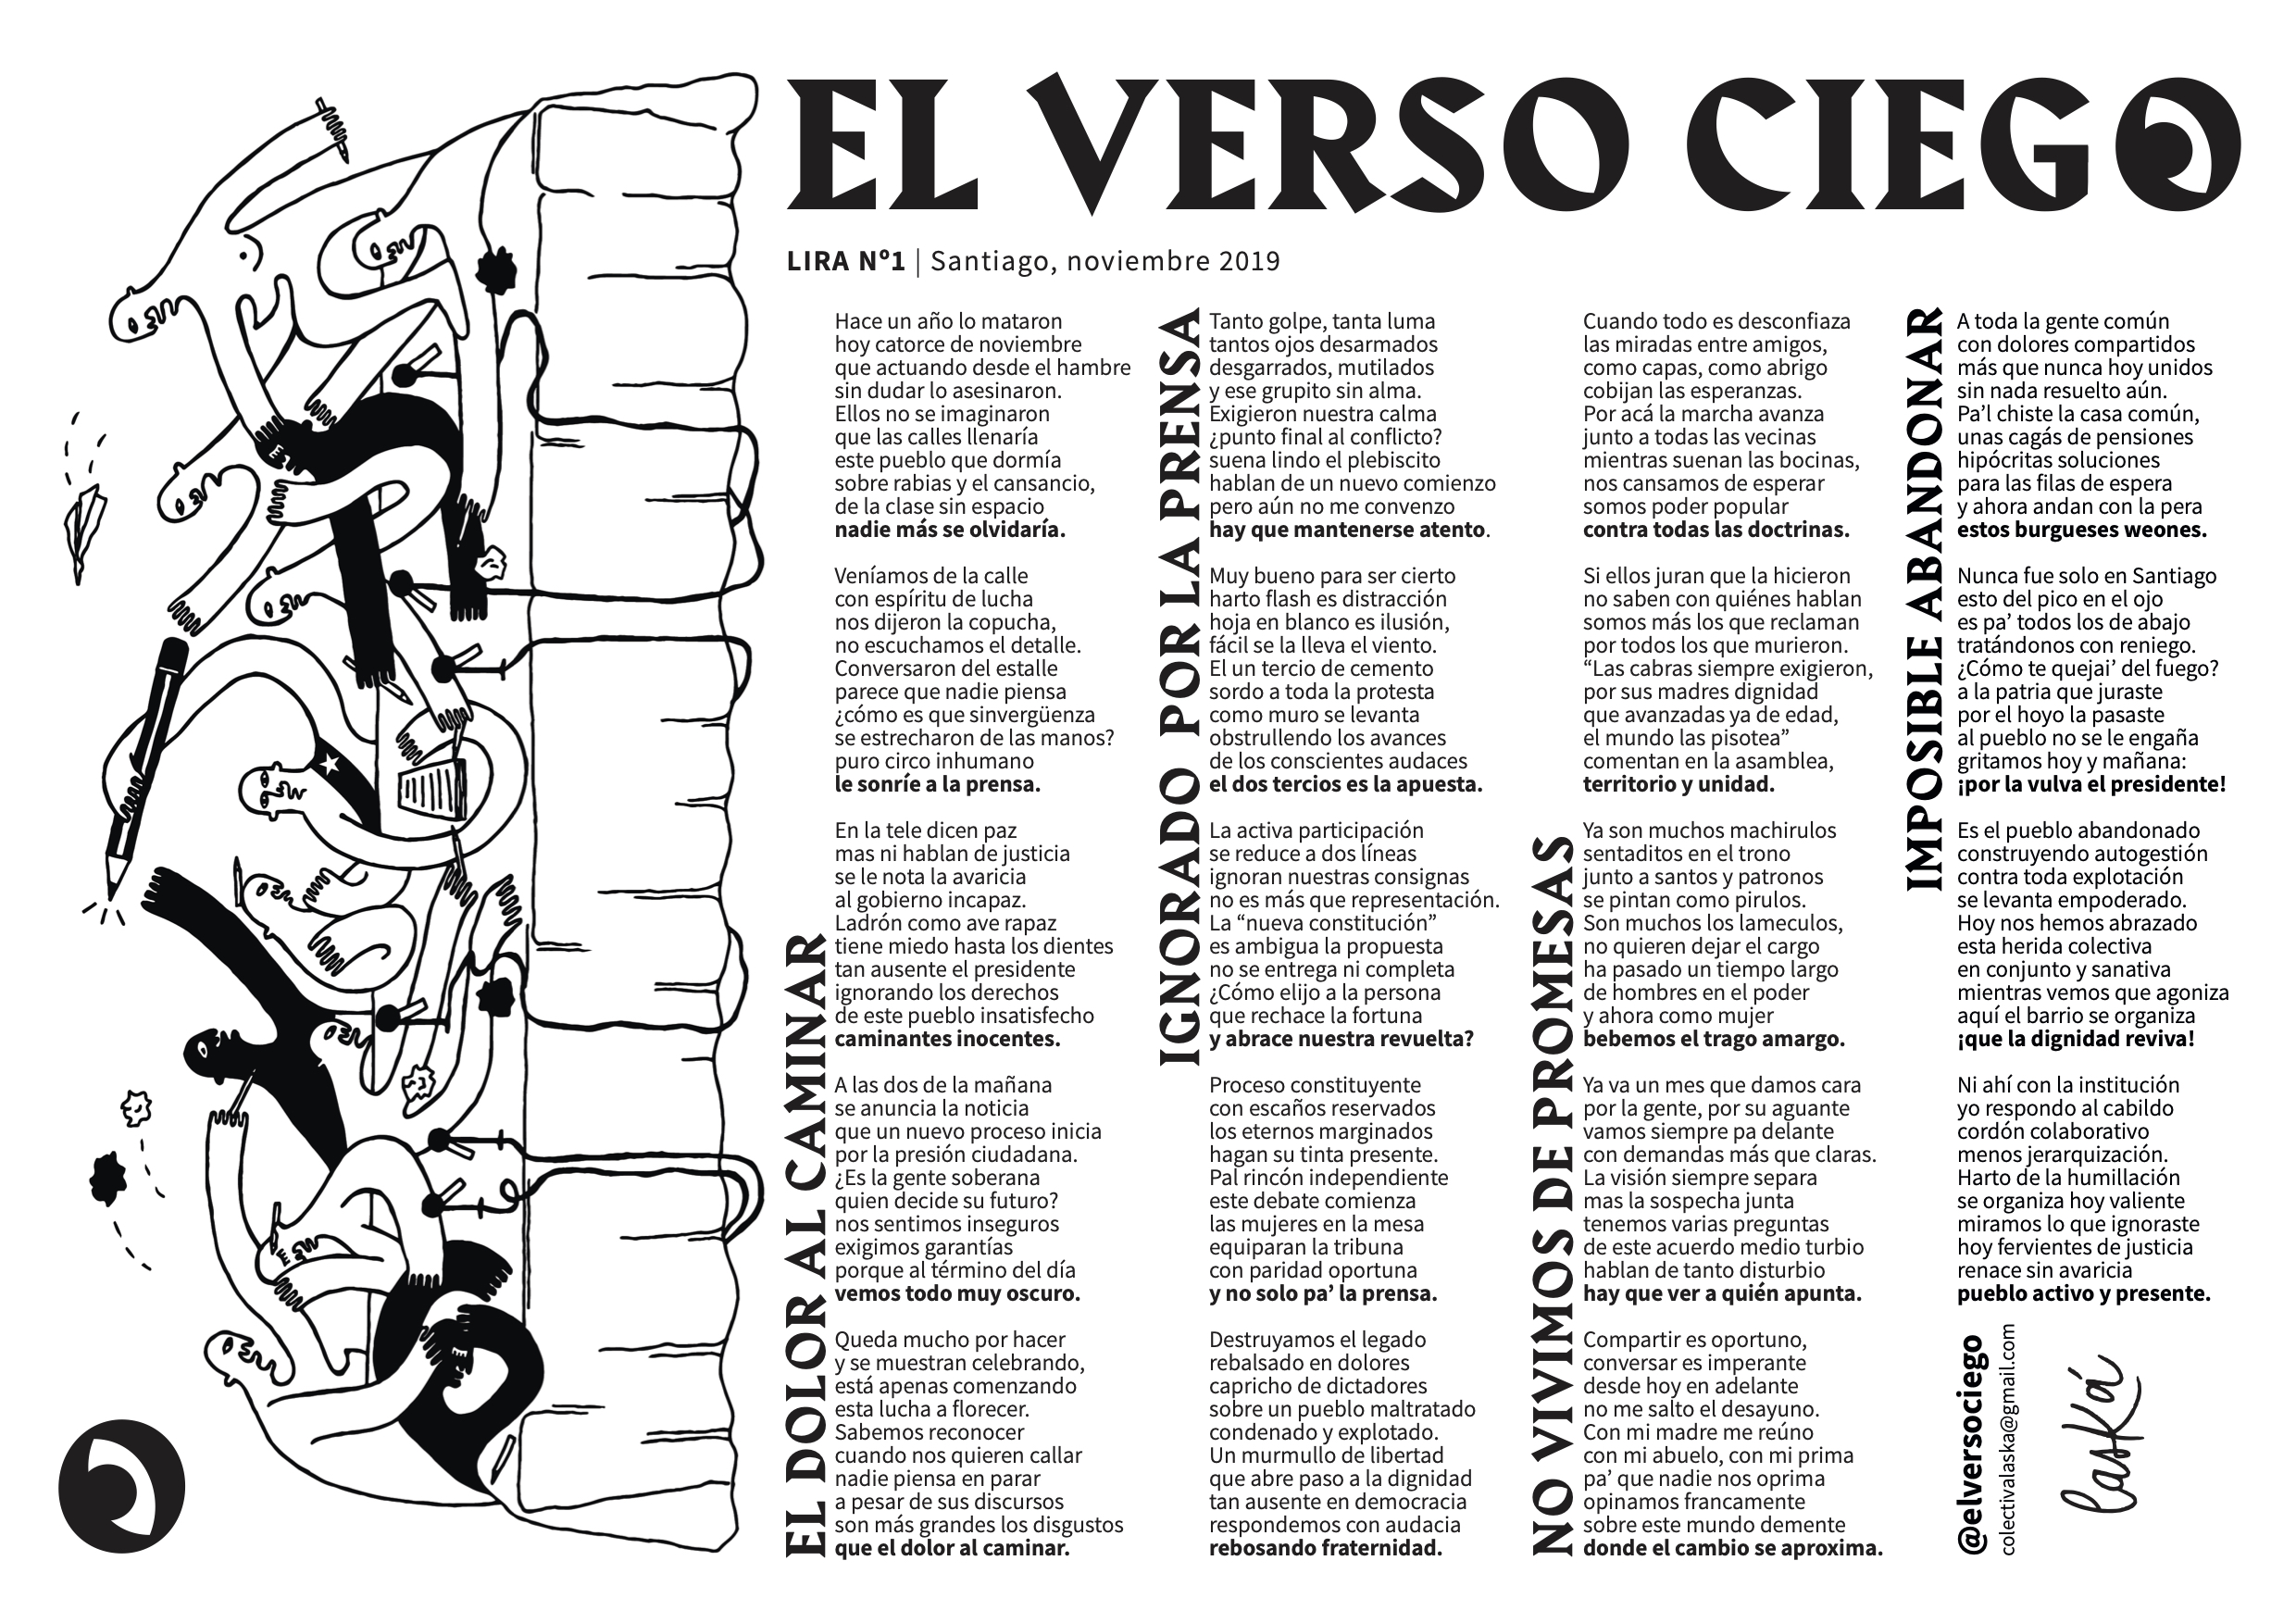 EL VERSO CIEGO
LIRA Nº1 | Santiago, noviembre 2019
EL DOLOR AL CAMINAR
Hace un año lo mataron
hoy catorce de noviembre
que actuando desde el hambre
sin dudar lo asesinaron.
Ellos no se imaginaron
que las calles llenaría
este pueblo que dormía
sobre rabias y el cansancio,
de la clase sin espacio
nadie más se olvidaría.
Veníamos de la calle
con espíritu de lucha
nos dijeron la copucha,
no escuchamos el detalle.
Conversaron del estalle
parece que nadie piensa
¿cómo es que sinvergüenza
se estrecharon de las manos?
puro circo inhumano
le sonríe a la prensa.
En la tele dicen paz
mas ni hablan de justicia
se le nota la avaricia
al gobierno incapaz.
Ladrón como ave rapaz
tiene miedo hasta los dientes
tan ausente el presidente
ignorando los derechos
de este pueblo insatisfecho
caminantes inocentes.
A las dos de la mañana
se anuncia la noticia
que un nuevo proceso inicia
por la presión ciudadana.
¿Es la gente soberana
quien decide su futuro?
nos sentimos inseguros
exigimos garantías
porque al término del día
vemos todo muy oscuro.
Queda mucho por hacer
y se muestran celebrando,
está apenas comenzando
esta lucha a florecer.
Sabemos reconocer
cuando nos quieren callar
nadie piensa en parar
a pesar de sus discursos
son más grandes los disgustos
que el dolor al caminar.
IGNORADO POR LA PRENSA
Tanto golpe, tanta luma
tantos ojos desarmados
desgarrados, mutilados
y ese grupito sin alma.
Exigieron nuestra calma
¿punto final al conflicto?
suena lindo el plebiscito
hablan de un nuevo comienzo
pero aún no me convenzo
hay que mantenerse atento.
Muy bueno para ser cierto
harto flash es distracción
hoja en blanco es ilusión,
fácil se la lleva el viento.
El un tercio de cemento
sordo a toda la protesta
como muro se levanta
obstrullendo los avances
de los conscientes audaces
el dos tercios es la apuesta.
La activa participación
se reduce a dos líneas
ignoran nuestras consignas
no es más que representación.
La “nueva constitución”
es ambigua la propuesta
no se entrega ni completa
¿Cómo elijo a la persona
que rechace la fortuna
y abrace nuestra revuelta?
Proceso constituyente
con escaños reservados
los eternos marginados
hagan su tinta presente.
Pal rincón independiente
este debate comienza
las mujeres en la mesa
equiparan la tribuna
con paridad oportuna
y no solo pa’ la prensa.
Destruyamos el legado
rebalsado en dolores
capricho de dictadores
sobre un pueblo maltratado
condenado y explotado.
Un murmullo de libertad
que abre paso a la dignidad
tan ausente en democracia
respondemos con audacia
rebosando fraternidad.
NO VIVIMOS DE PROMESAS
Cuando todo es desconfiaza
las miradas entre amigos,
como capas, como abrigo
cobijan las esperanzas.
Por acá la marcha avanza
junto a todas las vecinas
mientras suenan las bocinas,
nos cansamos de esperar
somos poder popular
contra todas las doctrinas.
Si ellos juran que la hicieron
no saben con quiénes hablan
somos más los que reclaman
por todos los que murieron.
“Las cabras siempre exigieron,
por sus madres dignidad
que avanzadas ya de edad,
el mundo las pisotea”
comentan en la asamblea,
territorio y unidad.
Ya son muchos machirulos
sentaditos en el trono
junto a santos y patronos
se pintan como pirulos.
Son muchos los lameculos,
no quieren dejar el cargo
ha pasado un tiempo largo
de hombres en el poder
y ahora como mujer
bebemos el trago amargo.
Ya va un mes que damos cara
por la gente, por su aguante
vamos siempre pa delante
con demandas más que claras.
La visión siempre separa
mas la sospecha junta
tenemos varias preguntas
de este acuerdo medio turbio
hablan de tanto disturbio
hay que ver a quién apunta.
Compartir es oportuno,
conversar es imperante
desde hoy en adelante
no me salto el desayuno.
Con mi madre me reúno
con mi abuelo, con mi prima
pa’ que nadie nos oprima
opinamos francamente
sobre este mundo demente
donde el cambio se aproxima.
IMPOSIBLE ABANDONAR
A toda la gente común
con dolores compartidos
más que nunca hoy unidos
sin nada resuelto aún.
Pa’l chiste la casa común,
unas cagás de pensiones
hipócritas soluciones
para las filas de espera
y ahora andan con la pera
estos burgueses weones.
Nunca fue solo en Santiago
esto del pico en el ojo
es pa’ todos los de abajo
tratándonos con reniego.
¿Cómo te quejai’ del fuego?
a la patria que juraste
por el hoyo la pasaste
al pueblo no se le engaña
gritamos hoy y mañana:
¡por la vulva el presidente!
Es el pueblo abandonado
construyendo autogestión
contra toda explotación
se levanta empoderado.
Hoy nos hemos abrazado
esta herida colectiva
en conjunto y sanativa
mientras vemos que agoniza
aquí el barrio se organiza
¡que la dignidad reviva!
Ni ahí con la institución
yo respondo al cabildo
cordón colaborativo
menos jerarquización.
Harto de la humillación
se organiza hoy valiente
miramos lo que ignoraste
hoy fervientes de justicia
renace sin avaricia
pueblo activo y presente.
@elversociego
colectivalaska@gmail.com
lasKá